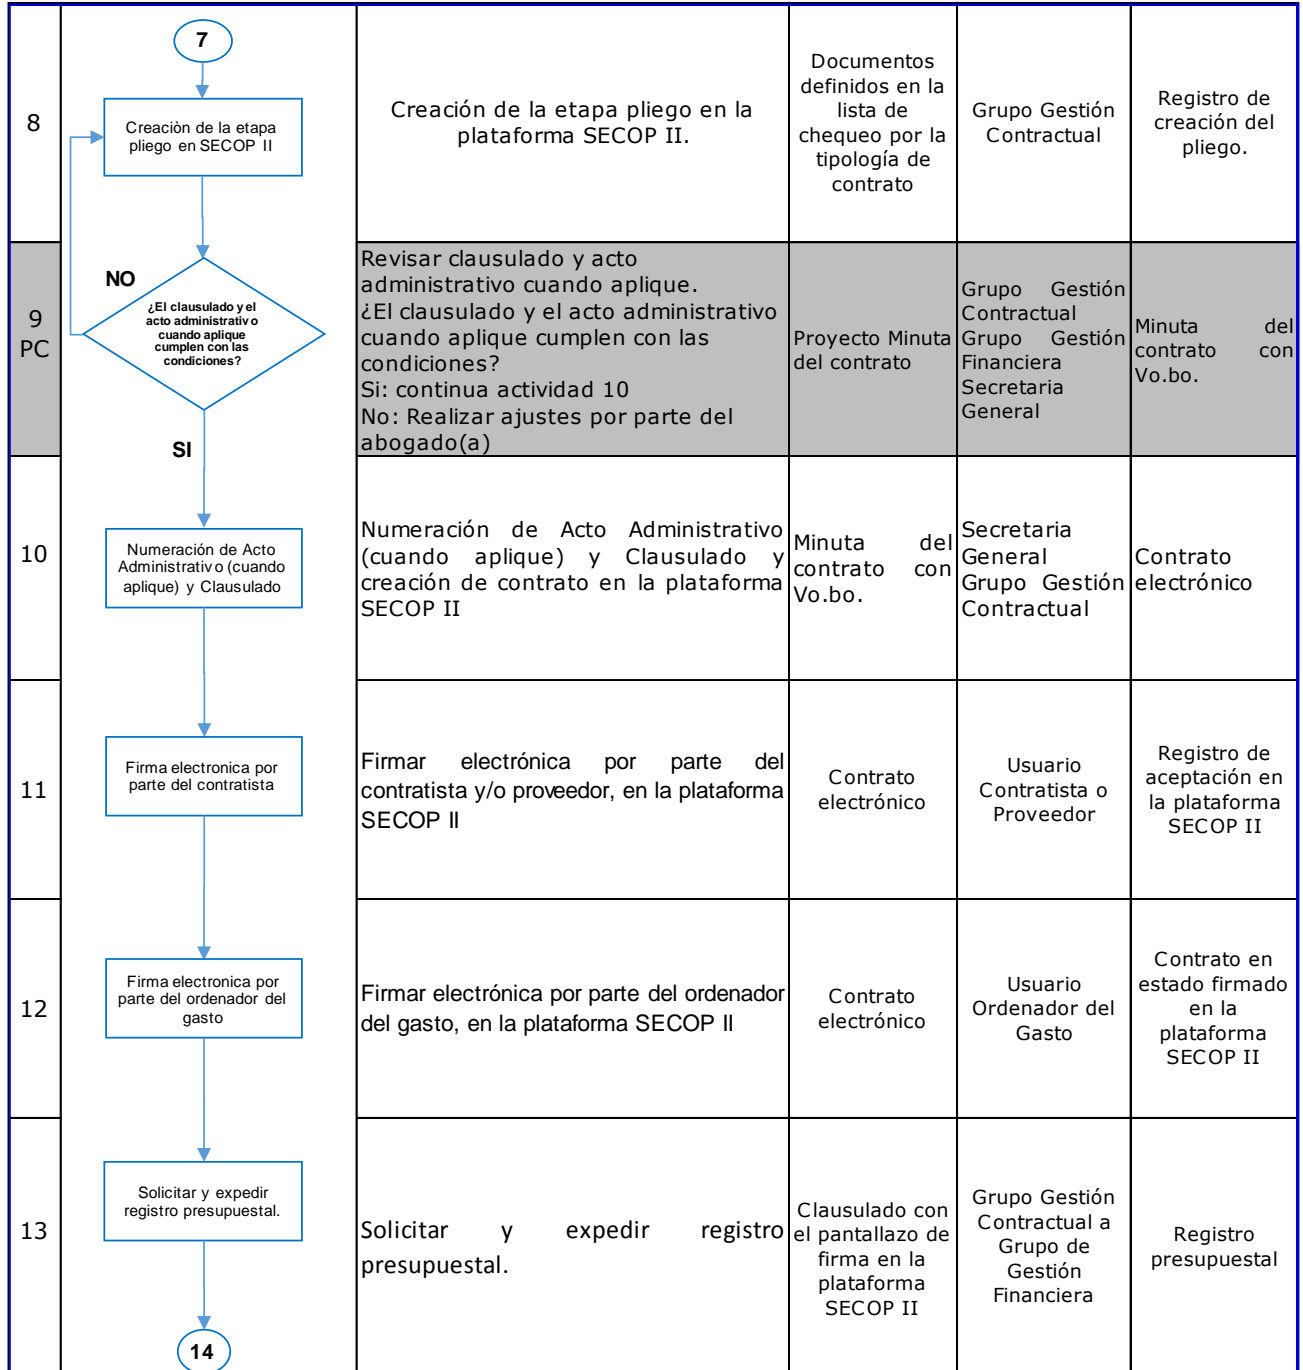 7
8
Creaciòn de la etapa
pliego en SECOP II
Creación de la etapa pliego en la
plataforma SECOP II.
Documentos
definidos en la
lista de
chequeo por la
tipología de
contrato
Grupo Gestión
Contractual
Registro de
creación del
pliego.
9
PC
NO
¿El clausulado y el
acto administrativo
cuando aplique
cumplen con las
condiciones?
SI
Revisar clausulado y acto
administrativo cuando aplique.
¿El clausulado y el acto administrativo
cuando aplique cumplen con las
condiciones?
Si: continua actividad 10
No: Realizar ajustes por parte del
abogado(a)
Proyecto Minuta
del contrato
Grupo Gestión
Contractual
Grupo Gestión
Financiera
Secretaria
General
Minuta del
contrato con
Vo.bo.
10
Numeración de Acto
Administrativo (cuando
aplique) y Clausulado
Numeración de Acto Administrativo
(cuando aplique) y Clausulado y
creación de contrato en la plataforma
SECOP II
Minuta del
contrato con
Vo.bo.
Secretaria
General
Grupo Gestión
Contractual
Contrato
electrónico
11
Firma electronica por
parte del contratista
Firmar electrónica por parte del
contratista y/o proveedor, en la plataforma
SECOP II
Contrato
electrónico
Usuario
Contratista o
Proveedor
Registro de
aceptación en
la plataforma
SECOP II
12
Firma electronica por
parte del ordenador del
gasto
Firmar electrónica por parte del ordenador
del gasto, en la plataforma SECOP II
Contrato
electrónico
Usuario
Ordenador del
Gasto
Contrato en
estado firmado
en la
plataforma
SECOP II
13
Solicitar y expedir
registro presupuestal.
Solicitar y expedir registro
presupuestal.
Clausulado con
el pantallazo de
firma en la
plataforma
SECOP II
Grupo Gestión
Contractual a
Grupo de
Gestión
Financiera
Registro
presupuestal
14